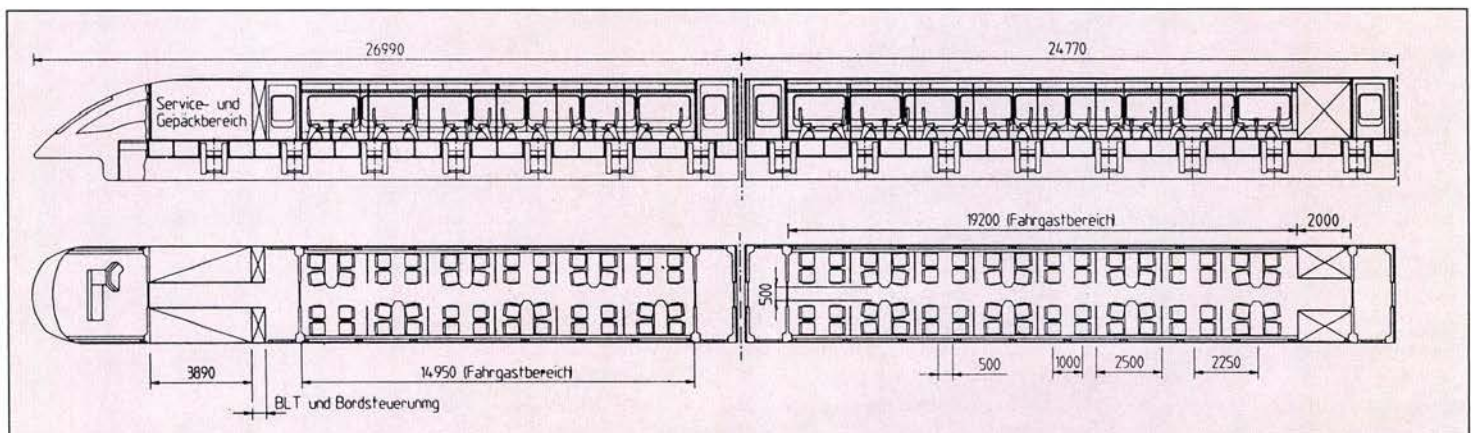 26990
24770
Service- und
Gepäckbereich
19200 (Fahrgastbereich)
2000
500
3890
14950 (Fahrgastbereich)
500
1000
2500
2250
BLT und Bordsteuerunmg